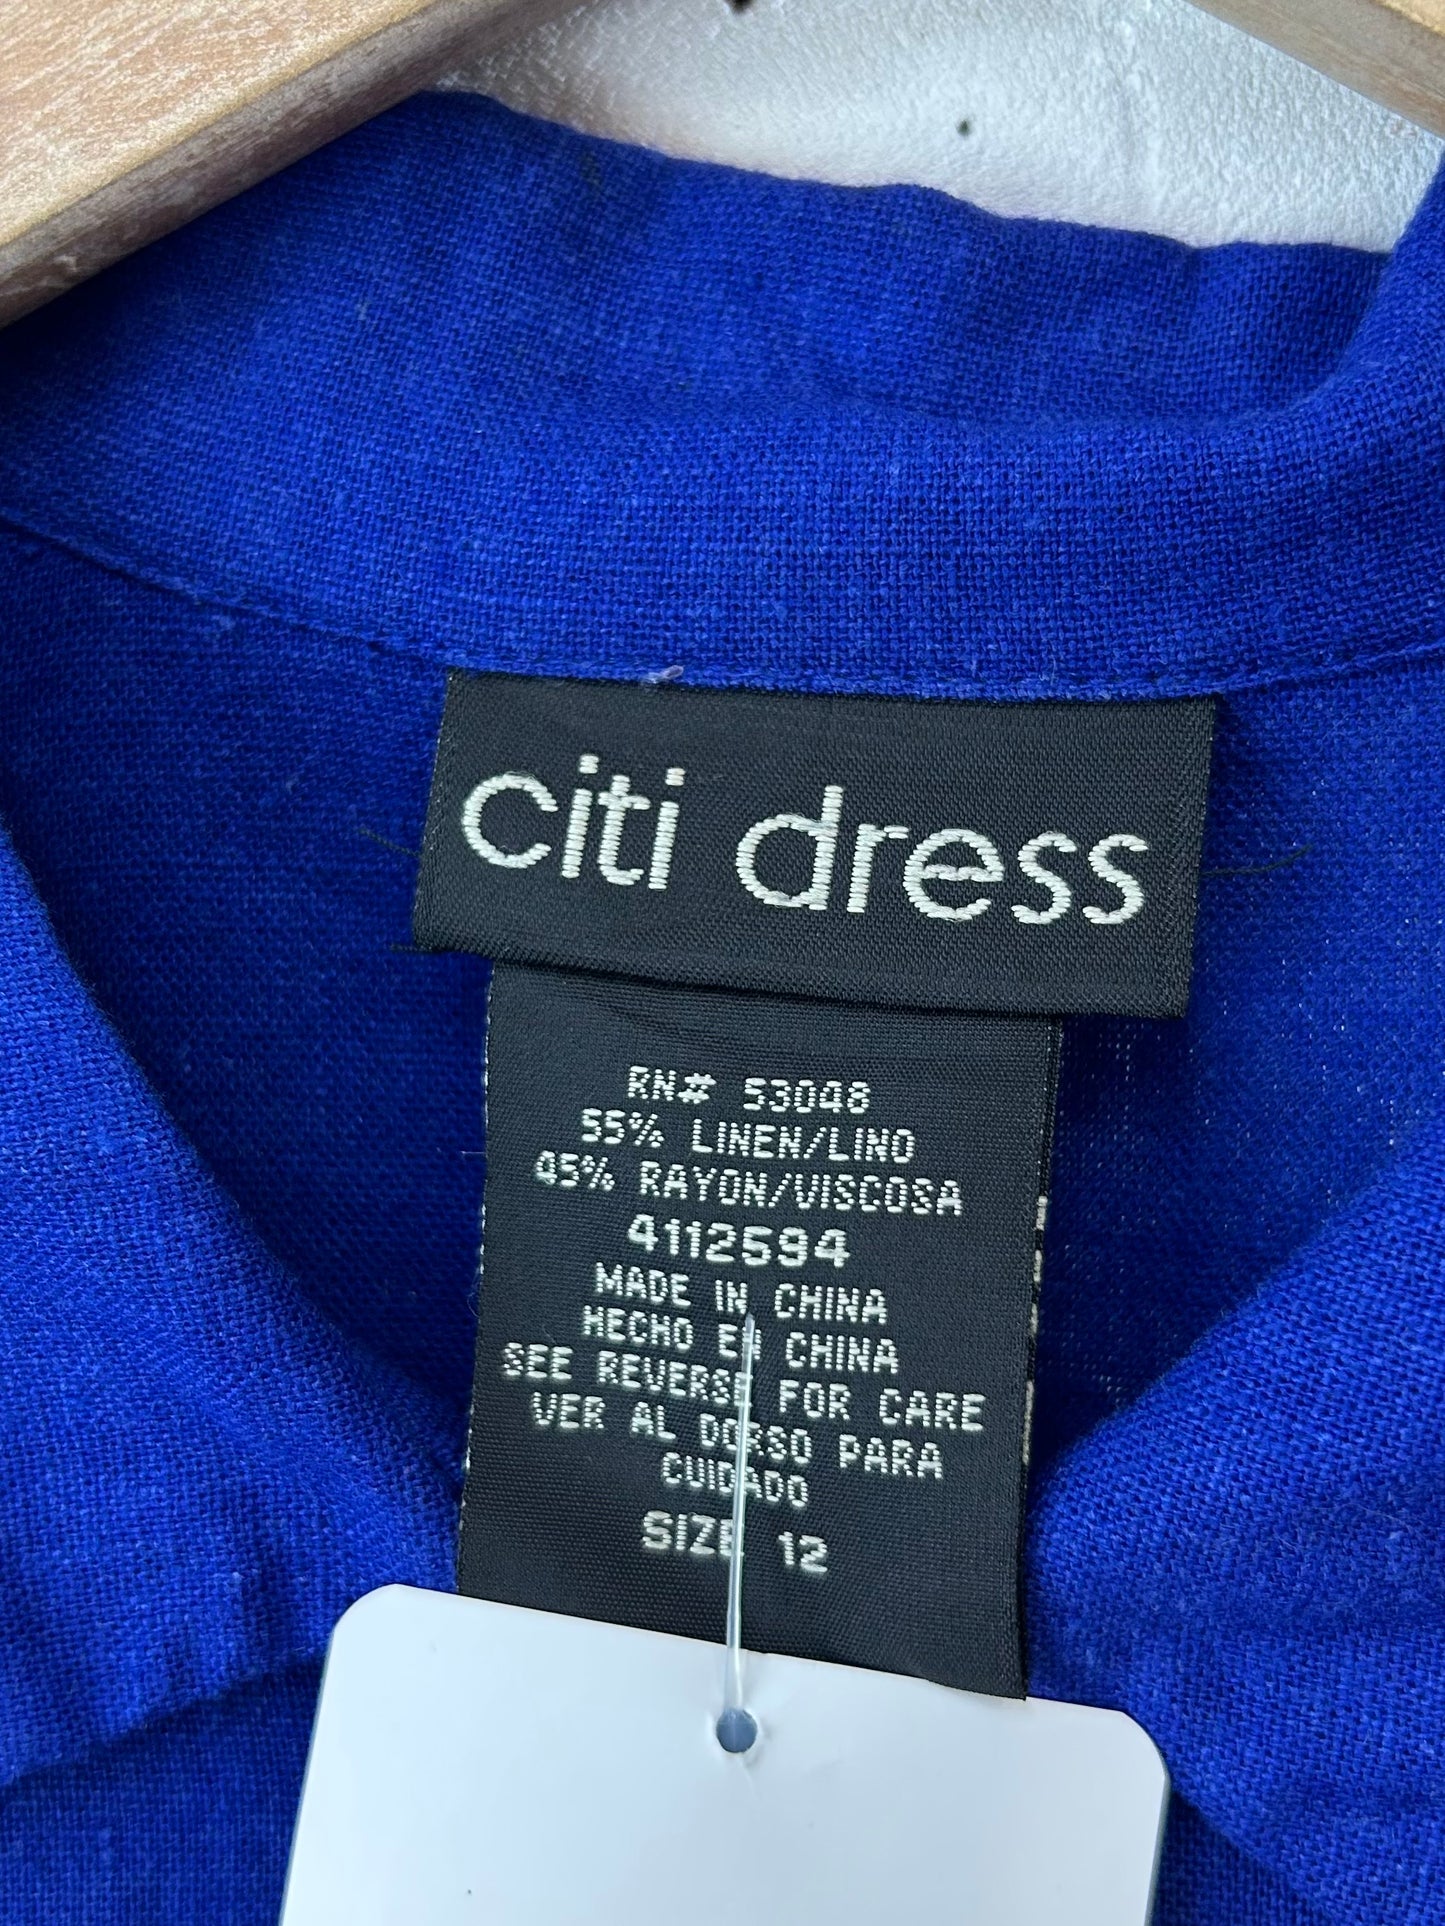 citi dress
RN# 53048
55% LINEN/LINO
45% RAYON/VISCOSA
4112594
MADE IN CHINA
HECHO EN CHINA
SEE REVERSE FOR CARE
VER AL DORSO PARA
CUIDADO
SIZE 12